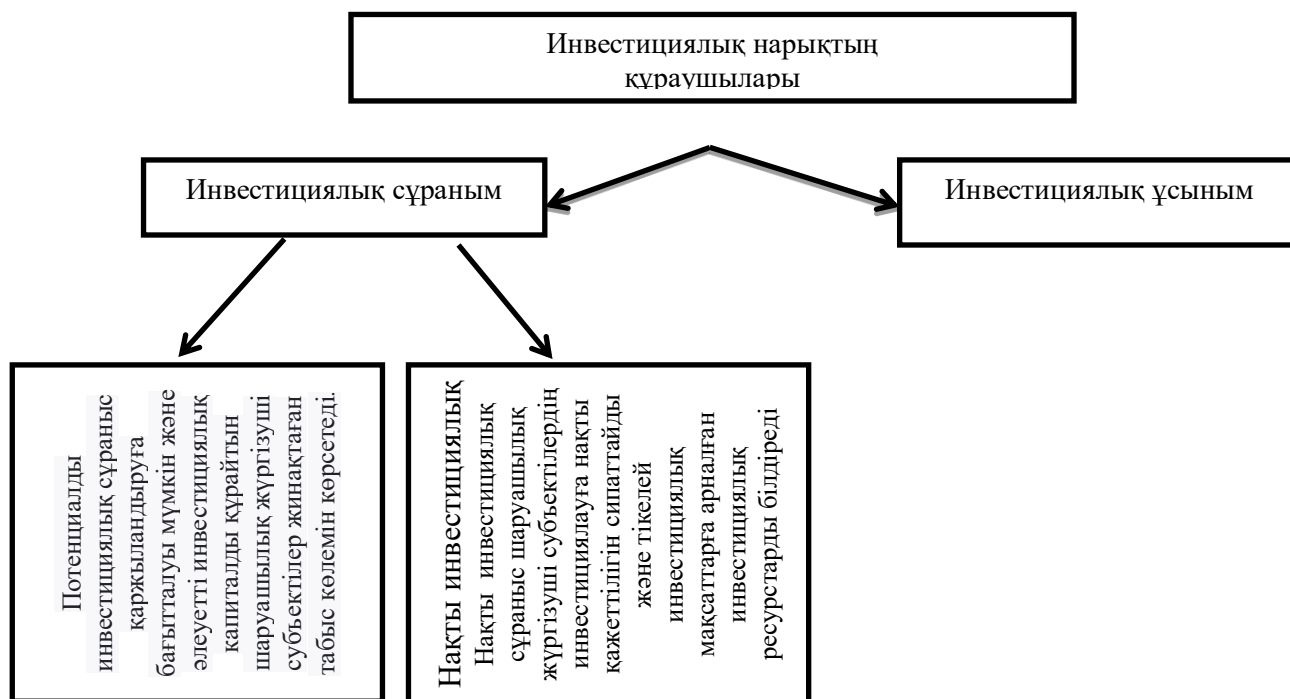 Инвестициялық нарықтың
құраушылары
Инвестициялық сұраным
Инвестициялық ұсыным
Потенциалды
инвестициялық сұраныс
қаржыландыруға
бағытталуы мүмкін және
әлеуетті инвестициялық
капиталды құрайтын
шаруашылық жүргізуші
субъектілер жинақтаған
табыс көлемін көрсетеді.
Нақты инвестициялық
Нақты инвестициялық
сұраныс шаруашылық
жүргізуші субъектілердің
инвестициялауға нақты
қажеттілігін сипаттайды
және тікелей
инвестициялық
мақсаттарға арналған
инвестициялық
ресурстарды білдіреді